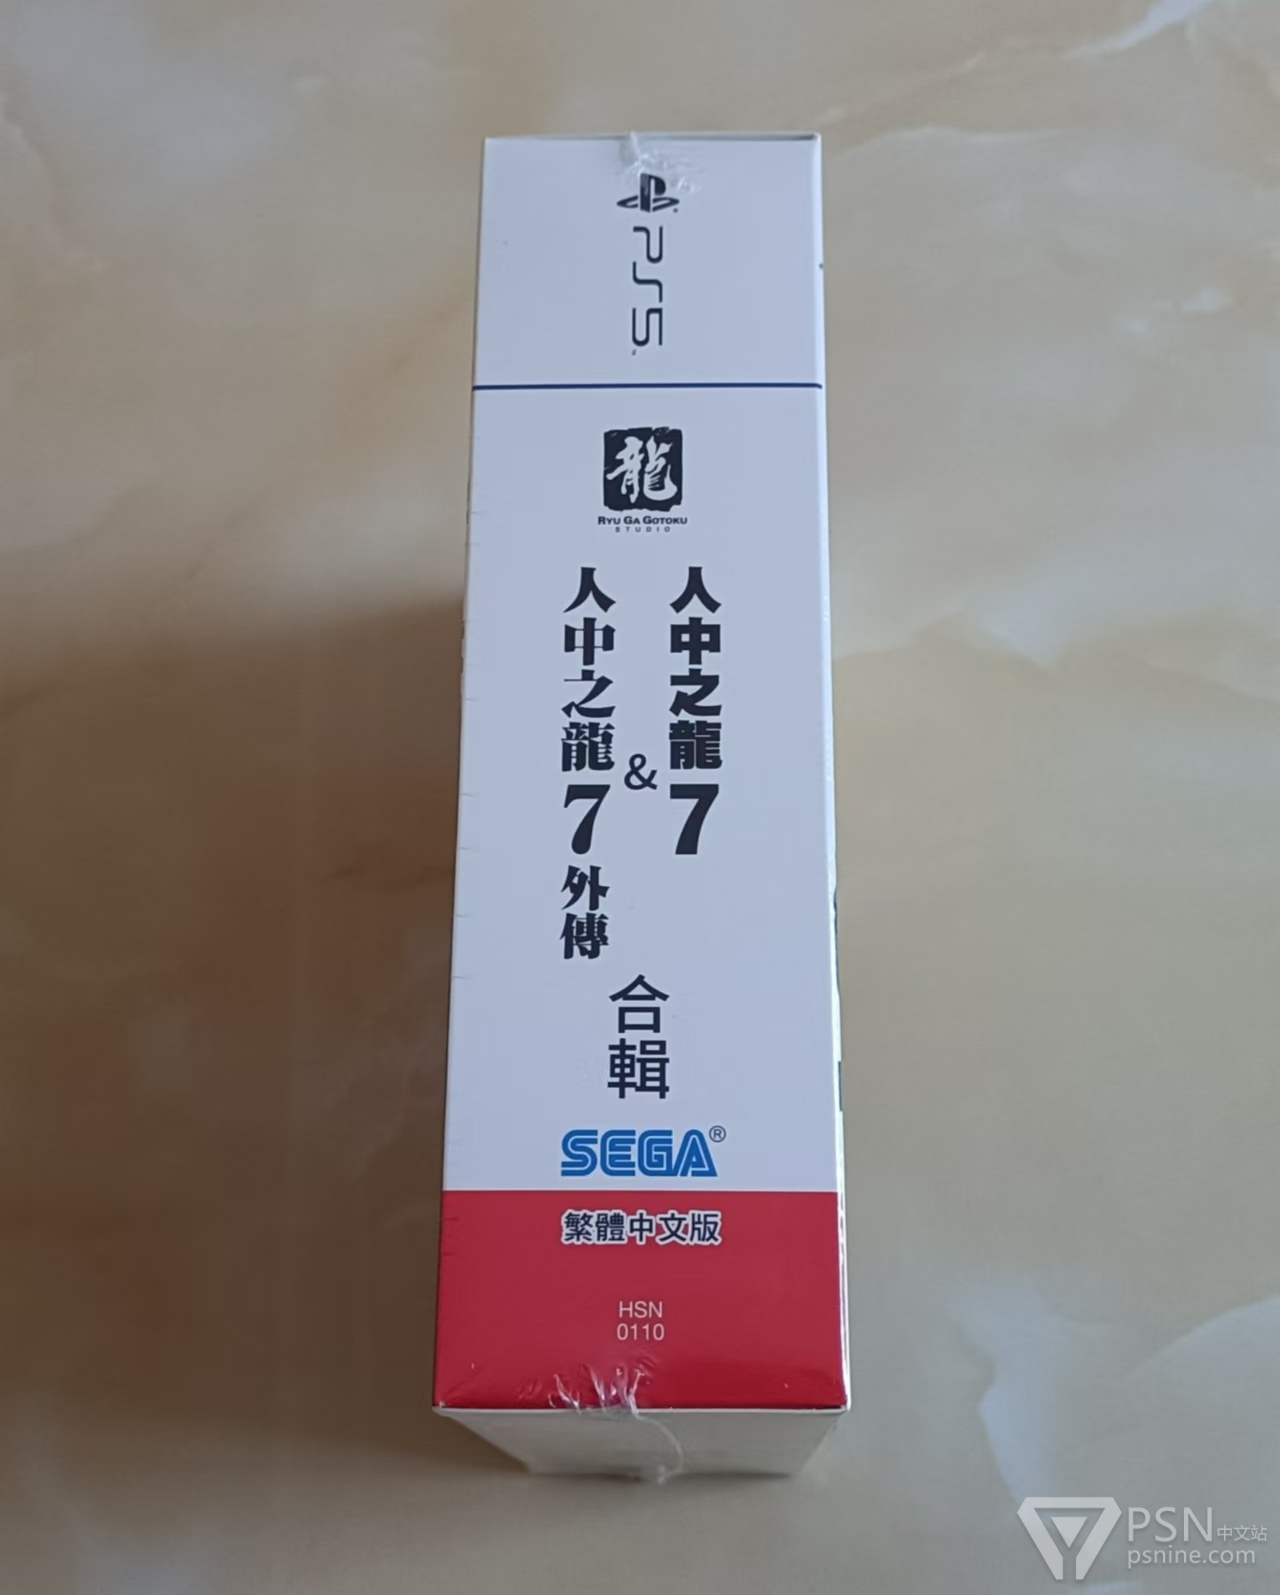 PS5
龍
RYU GA GOTOKU
STUDIO
人中之龍7
&
人中之龍7外傳
合輯
SEGA®
繁體中文版
HSN
0110
PSN中文站
psnine.com